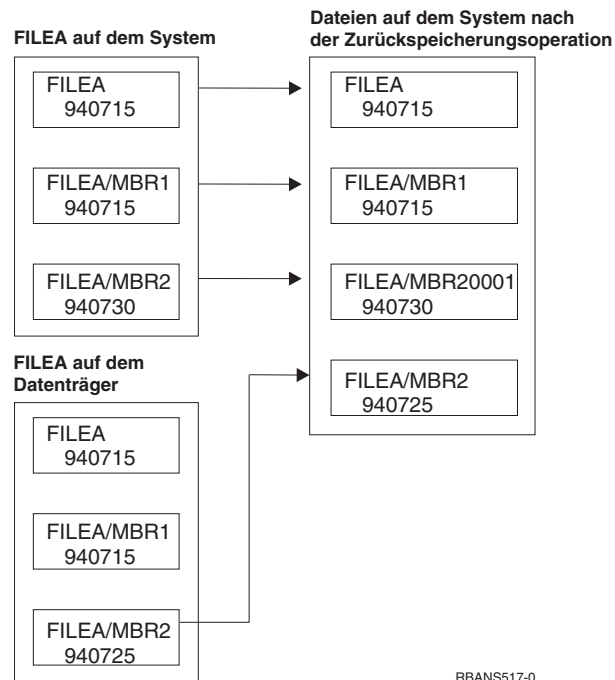 FILEA auf dem System
FILEA
940715
FILEA/MBR1
940715
FILEA/MBR2
940730
FILEA auf dem
Datenträger
FILEA
940715
FILEA/MBR1
940715
FILEA/MBR2
940725
Dateien auf dem System nach
der Zurückspeicherungsoperation
FILEA
940715
FILEA/MBR1
940715
FILEA/MBR20001
940730
FILEA/MBR2
940725
RBANS517-0